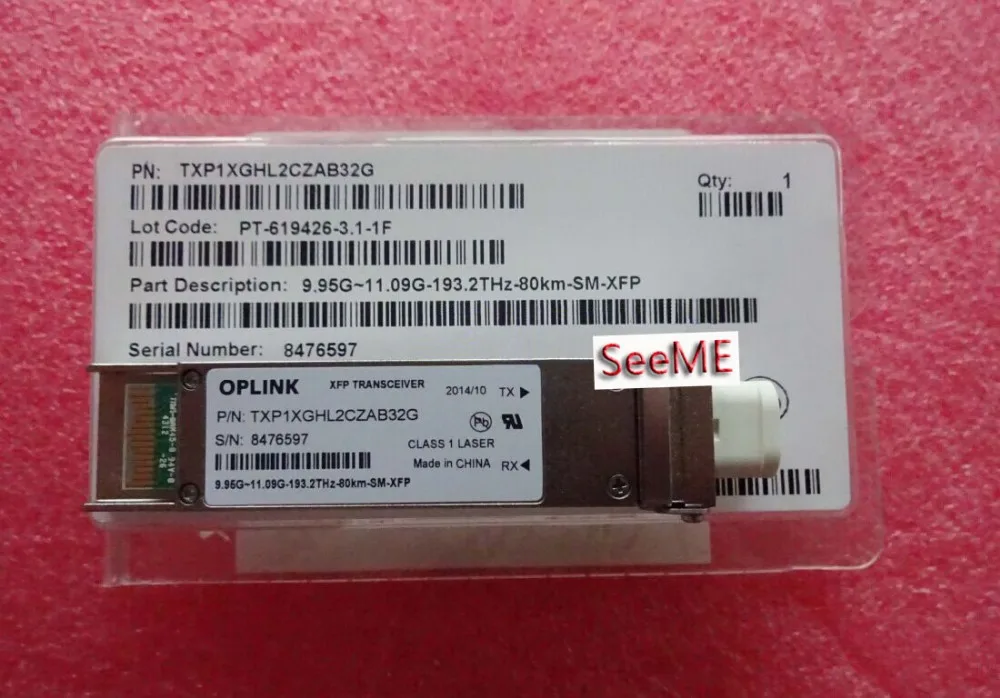 PN: TXP1XGHL2CZAB32G
Qty: 1
Lot Code: PT-619426-3.1-1F
Part Description: 9.95G~11.09G-193.2THz-80km-SM-XFP
Serial Number: 8476597
SeeME
OPLINK XFP TRANSCEIVER 2014/10 TX ▶
P/N: TXP1XGHL2CZAB32G
Pb
S/N: 8476597
CLASS 1 LASER
Made in CHINA RX ◀
9.95G~11.09G-193.2THz-80km-SM-XFP